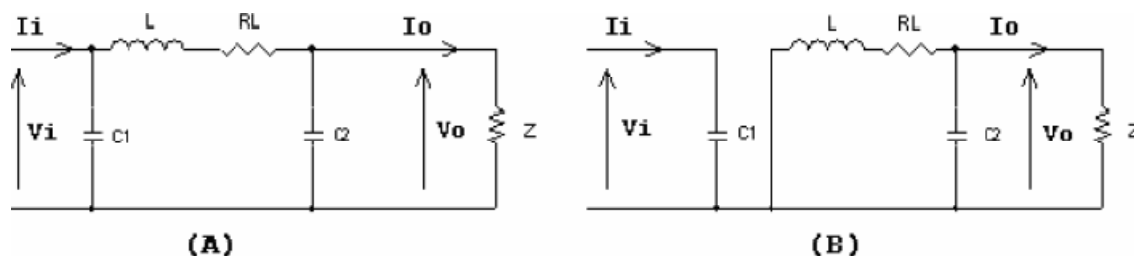 Ii L RL Io Ii L RL Io
Vi C1 C2 Vo Z Vi C1 C2 Vo Z
(A) (B)